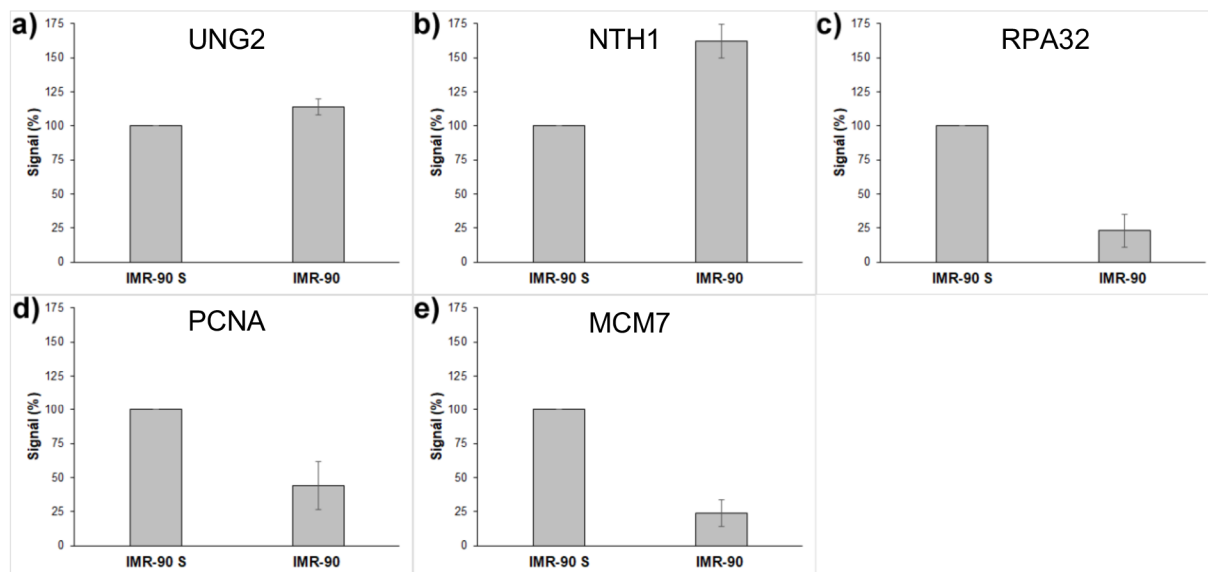 a)
UNG2
Signál (%)
175
150
125
100
75
50
25
0
IMR-90 S
IMR-90
b)
NTH1
Signál (%)
175
150
125
100
75
50
25
0
IMR-90 S
IMR-90
c)
RPA32
Signál (%)
175
150
125
100
75
50
25
0
IMR-90 S
IMR-90
d)
PCNA
Signál (%)
175
150
125
100
75
50
25
0
IMR-90 S
IMR-90
e)
MCM7
Signál (%)
175
150
125
100
75
50
25
0
IMR-90 S
IMR-90